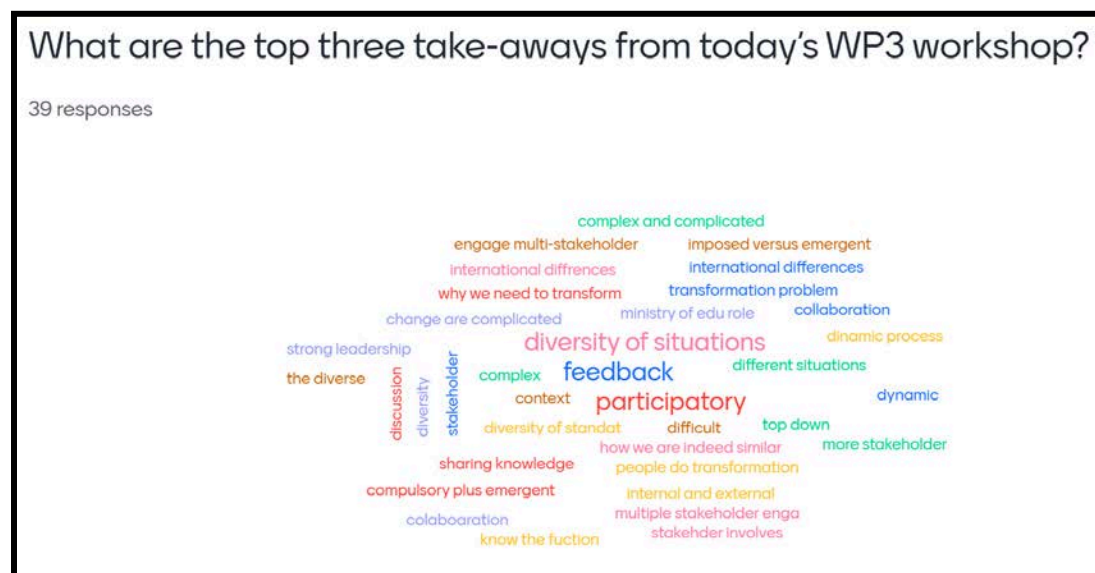 What are the top three take-aways from today's WP3 workshop?
39 responses
complex and complicated
engage multi-stakeholder
imposed versus emergent
international diffrences
international differences
why we need to transform
transformation problem
change are complicated
ministry of edu role
collaboration
diversity of situations
dinamic process
strong leadership
the diverse
discussion
diversity
stakeholder
complex
feedback
different situations
context
participatory
dynamic
diversity of standat
difficult
top down
how we are indeed similar
more stakeholder
sharing knowledge
people do transformation
compulsory plus emergent
internal and external
colaboaration
multiple stakeholder enga
know the fuction
stakehder involves